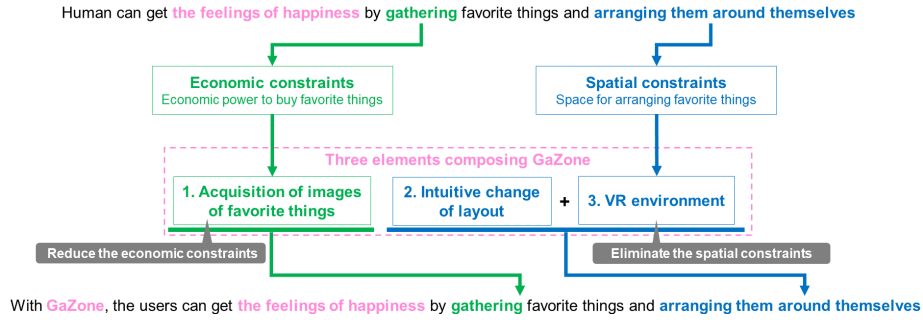 Human can get the feelings of happiness by gathering favorite things and arranging them around themselves
Economic constraints
Economic power to buy favorite things
Spatial constraints
Space for arranging favorite things
Three elements composing GaZone
1. Acquisition of images
of favorite things
2. Intuitive change
of layout
+
3. VR environment
Reduce the economic constraints
Eliminate the spatial constraints
With GaZone, the users can get the feelings of happiness by gathering favorite things and arranging them around themselves